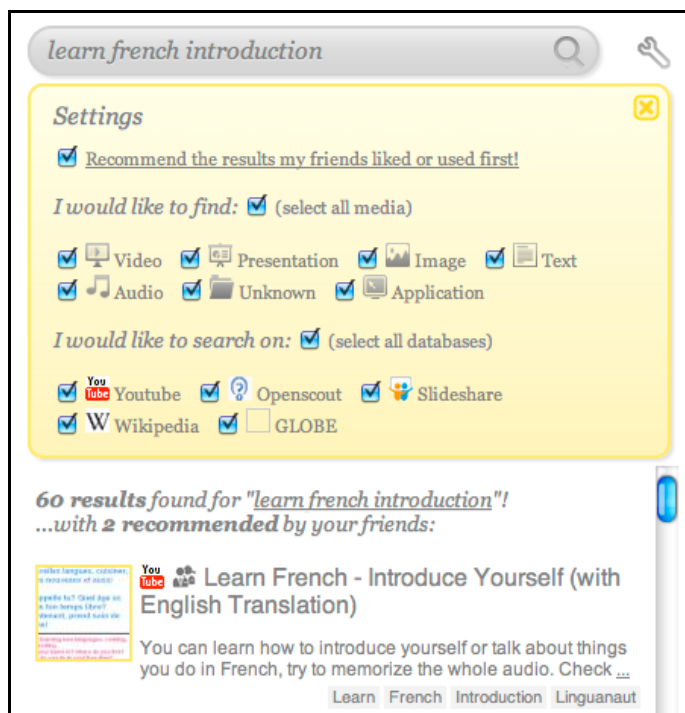 learn french introduction
Settings
Recommend the results my friends liked or used first!
I would like to find: (select all media)
Video Presentation Image Text
Audio Unknown Application
I would like to search on: (select all databases)
You Tube Youtube Openscout Slideshare
W Wikipedia GLOBE
60 results found for "learn french introduction"!
...with 2 recommended by your friends:
You Tube Learn French - Introduce Yourself (with
English Translation)
You can learn how to introduce yourself or talk about things
you do in French, try to memorize the whole audio. Check ...
Learn French Introduction Linguanaut